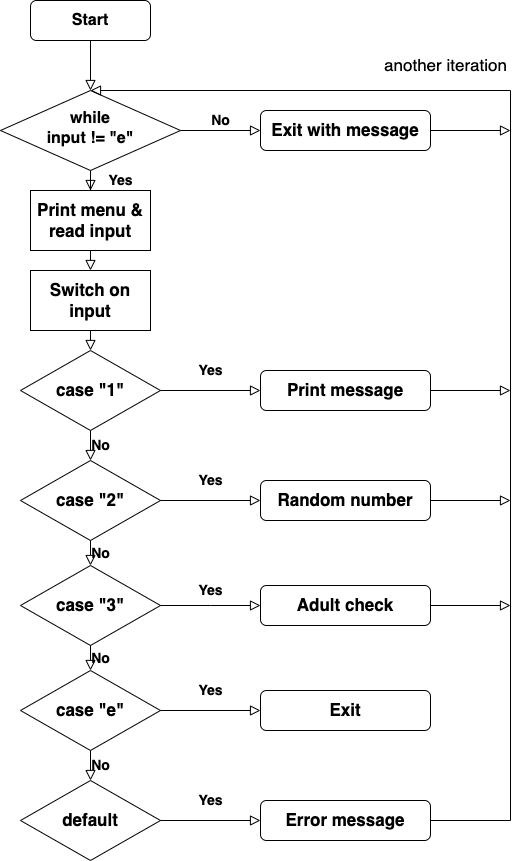 Start
another iteration
while
input != "e"
No
Exit with message
Yes
Print menu &
read input
Switch on
input
case "1"
Yes
Print message
No
case "2"
Yes
Random number
No
case "3"
Yes
Adult check
No
case "e"
Yes
Exit
No
default
Yes
Error message